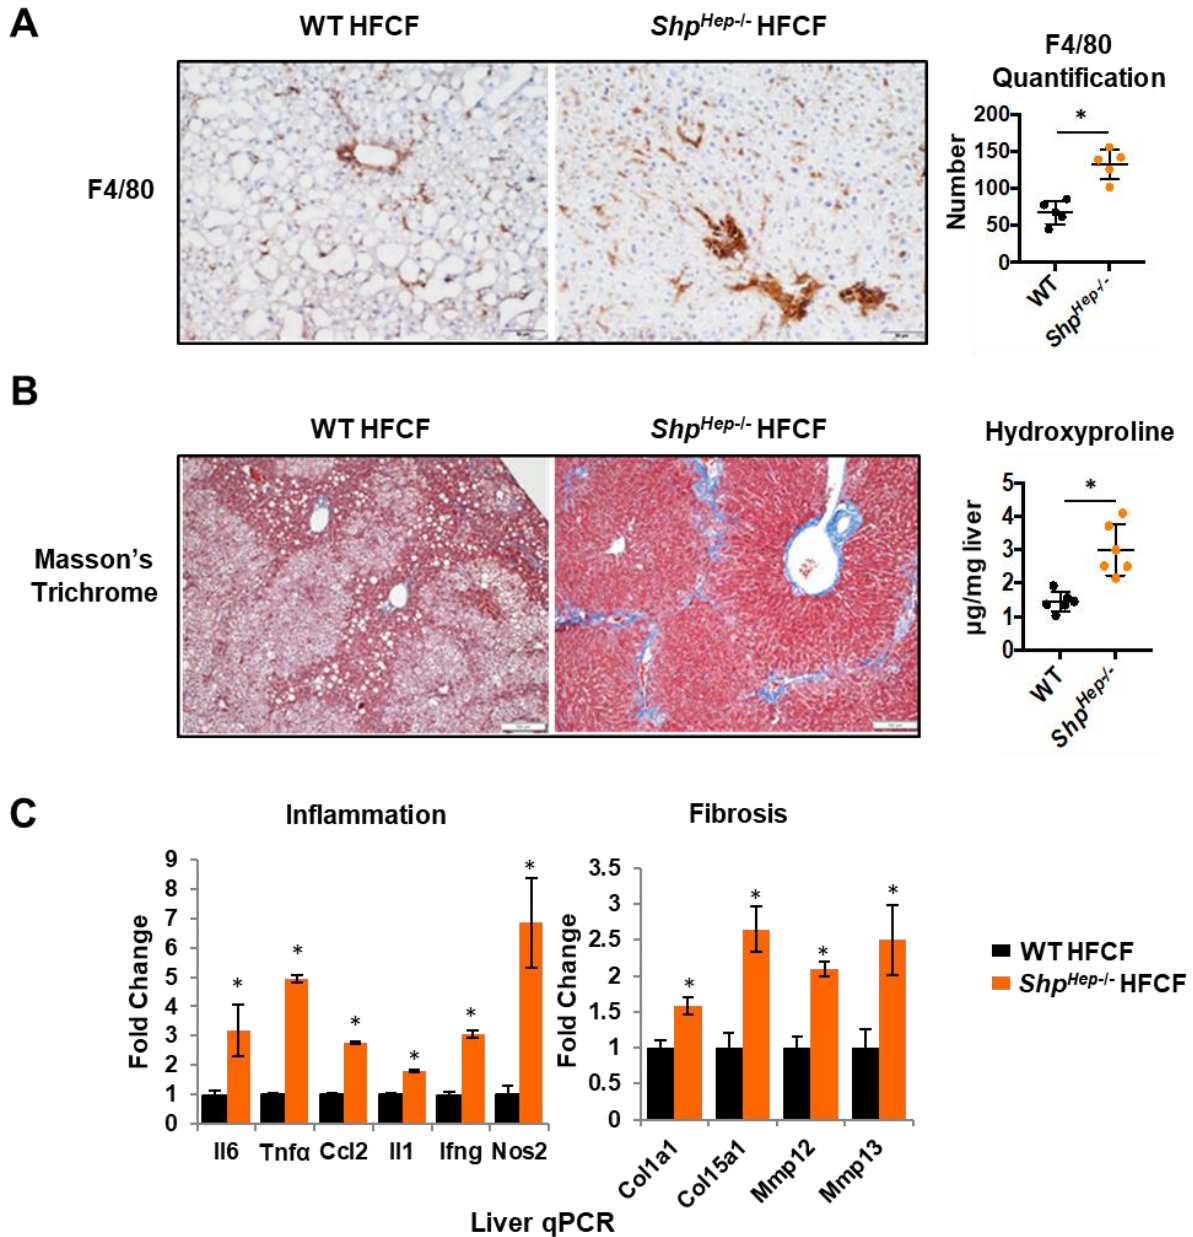 A
WT HFCF
Shp^Hep-/- HFCF
F4/80
Quantification
F4/80
Number
200
150
100
50
0
*
WT
Shp^Hep-/-
B
WT HFCF
Shp^Hep-/- HFCF
Hydroxyproline
Masson's
Trichrome
µg/mg liver
5
4
3
2
1
0
*
WT
Shp^Hep-/-
C
Inflammation
Fibrosis
Fold Change
9
8
7
6
5
4
3
2
1
0
* * * * * *
Il6 Tnfα Ccl2 Il1 Ifng Nos2
Fold Change
3.5
3
2.5
2
1.5
1
0.5
0
* * * *
Col1a1 Col15a1 Mmp12 Mmp13
WT HFCF
Shp^Hep-/- HFCF
Liver qPCR